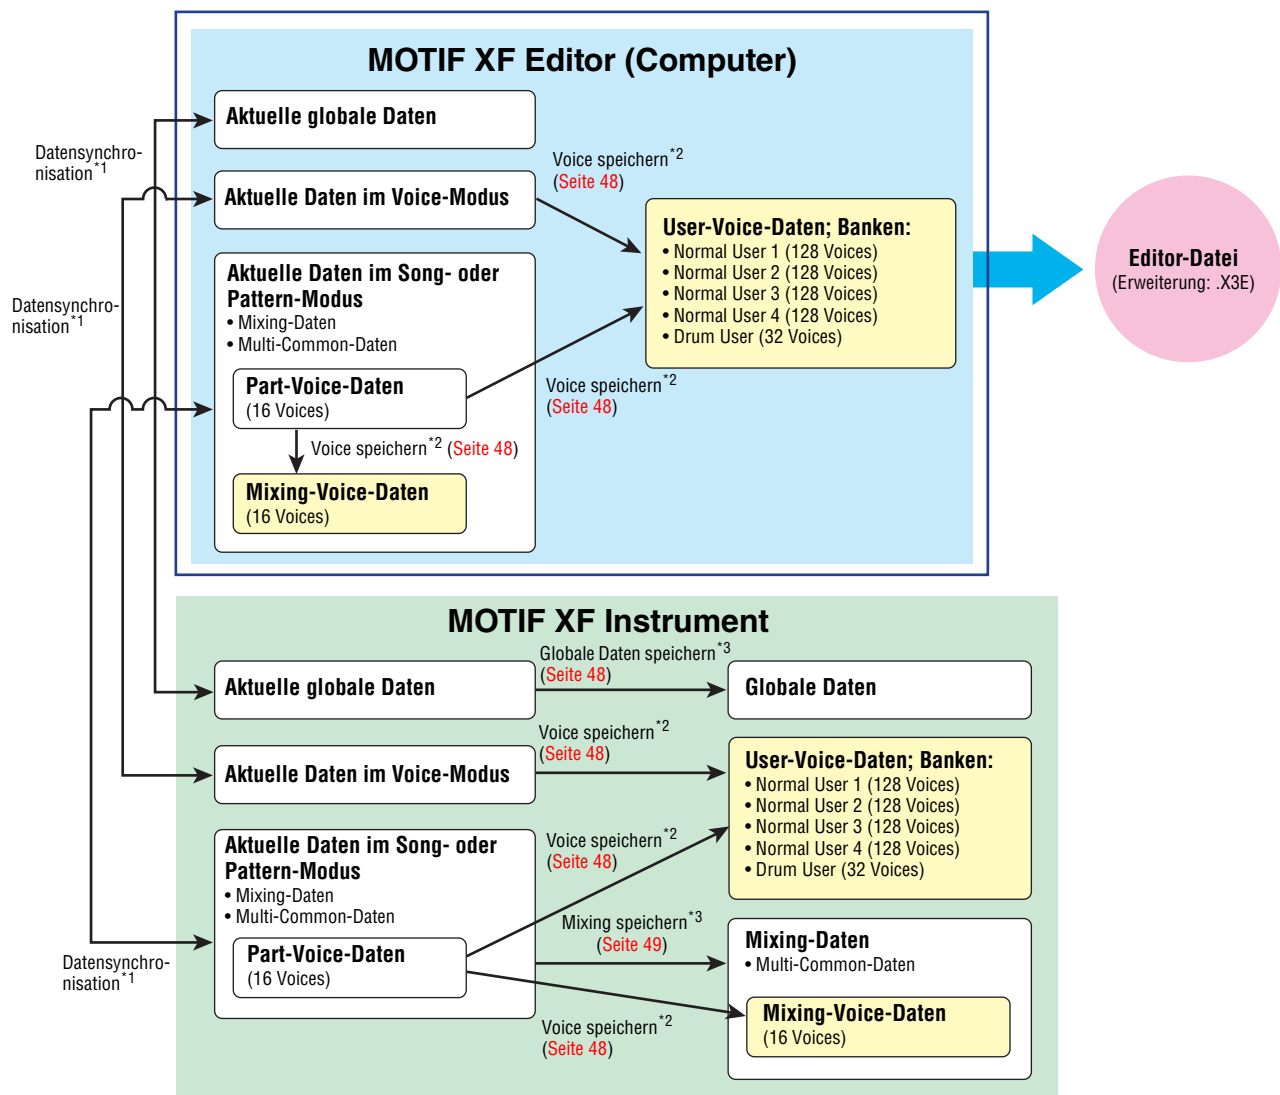 MOTIF XF Editor (Computer)
Aktuelle globale Daten
Datensynchro-
nisation*1
Voice speichern*2
(Seite 48)
Aktuelle Daten im Voice-Modus
User-Voice-Daten; Banken:
• Normal User 1 (128 Voices)
• Normal User 2 (128 Voices)
• Normal User 3 (128 Voices)
• Normal User 4 (128 Voices)
• Drum User (32 Voices)
Editor-Datei
(Erweiterung: .X3E)
Datensynchro-
nisation*1
Aktuelle Daten im Song- oder
Pattern-Modus
• Mixing-Daten
• Multi-Common-Daten
Part-Voice-Daten
(16 Voices)
Voice speichern*2
(Seite 48)
Voice speichern*2 (Seite 48)
Mixing-Voice-Daten
(16 Voices)
MOTIF XF Instrument
Globale Daten speichern*3
(Seite 48)
Aktuelle globale Daten
Globale Daten
Voice speichern*2
(Seite 48)
Aktuelle Daten im Voice-Modus
User-Voice-Daten; Banken:
• Normal User 1 (128 Voices)
• Normal User 2 (128 Voices)
• Normal User 3 (128 Voices)
• Normal User 4 (128 Voices)
• Drum User (32 Voices)
Aktuelle Daten im Song- oder
Pattern-Modus
• Mixing-Daten
• Multi-Common-Daten
Part-Voice-Daten
(16 Voices)
Voice speichern*2
(Seite 48)
Mixing speichern*3
(Seite 49)
Mixing-Daten
• Multi-Common-Daten
Datensynchro-
nisation*1
Voice speichern*2
(Seite 48)
Mixing-Voice-Daten
(16 Voices)